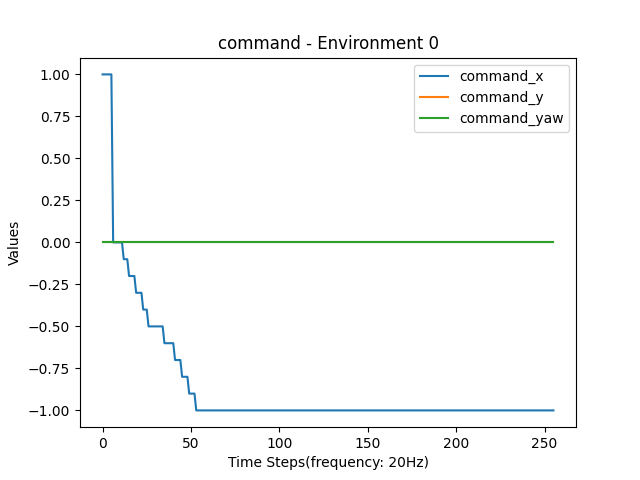 command - Environment 0
1.00
0.75
0.50
0.25
0.00
−0.25
−0.50
−0.75
−1.00
Values
command_x
command_y
command_yaw
0
50
100
150
200
250
Time Steps(frequency: 20Hz)